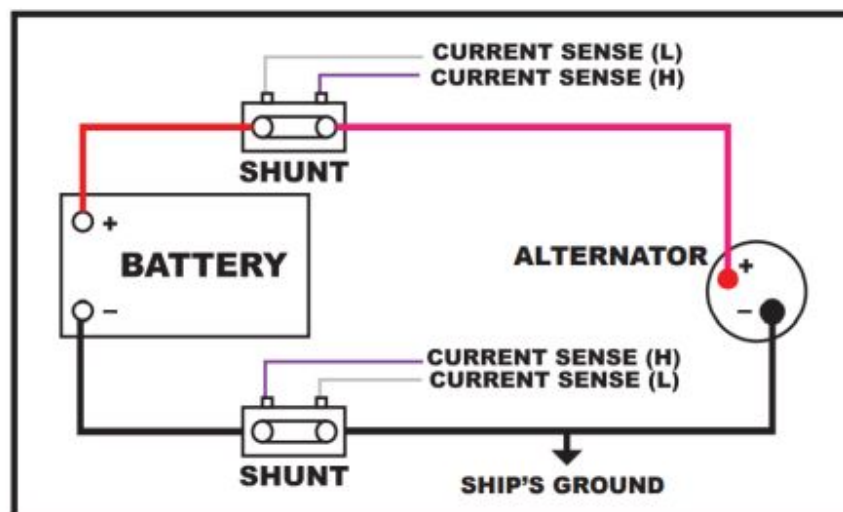 CURRENT SENSE (L)
CURRENT SENSE (H)
SHUNT
+
BATTERY
−
ALTERNATOR
+
−
CURRENT SENSE (H)
CURRENT SENSE (L)
SHUNT
SHIP'S GROUND